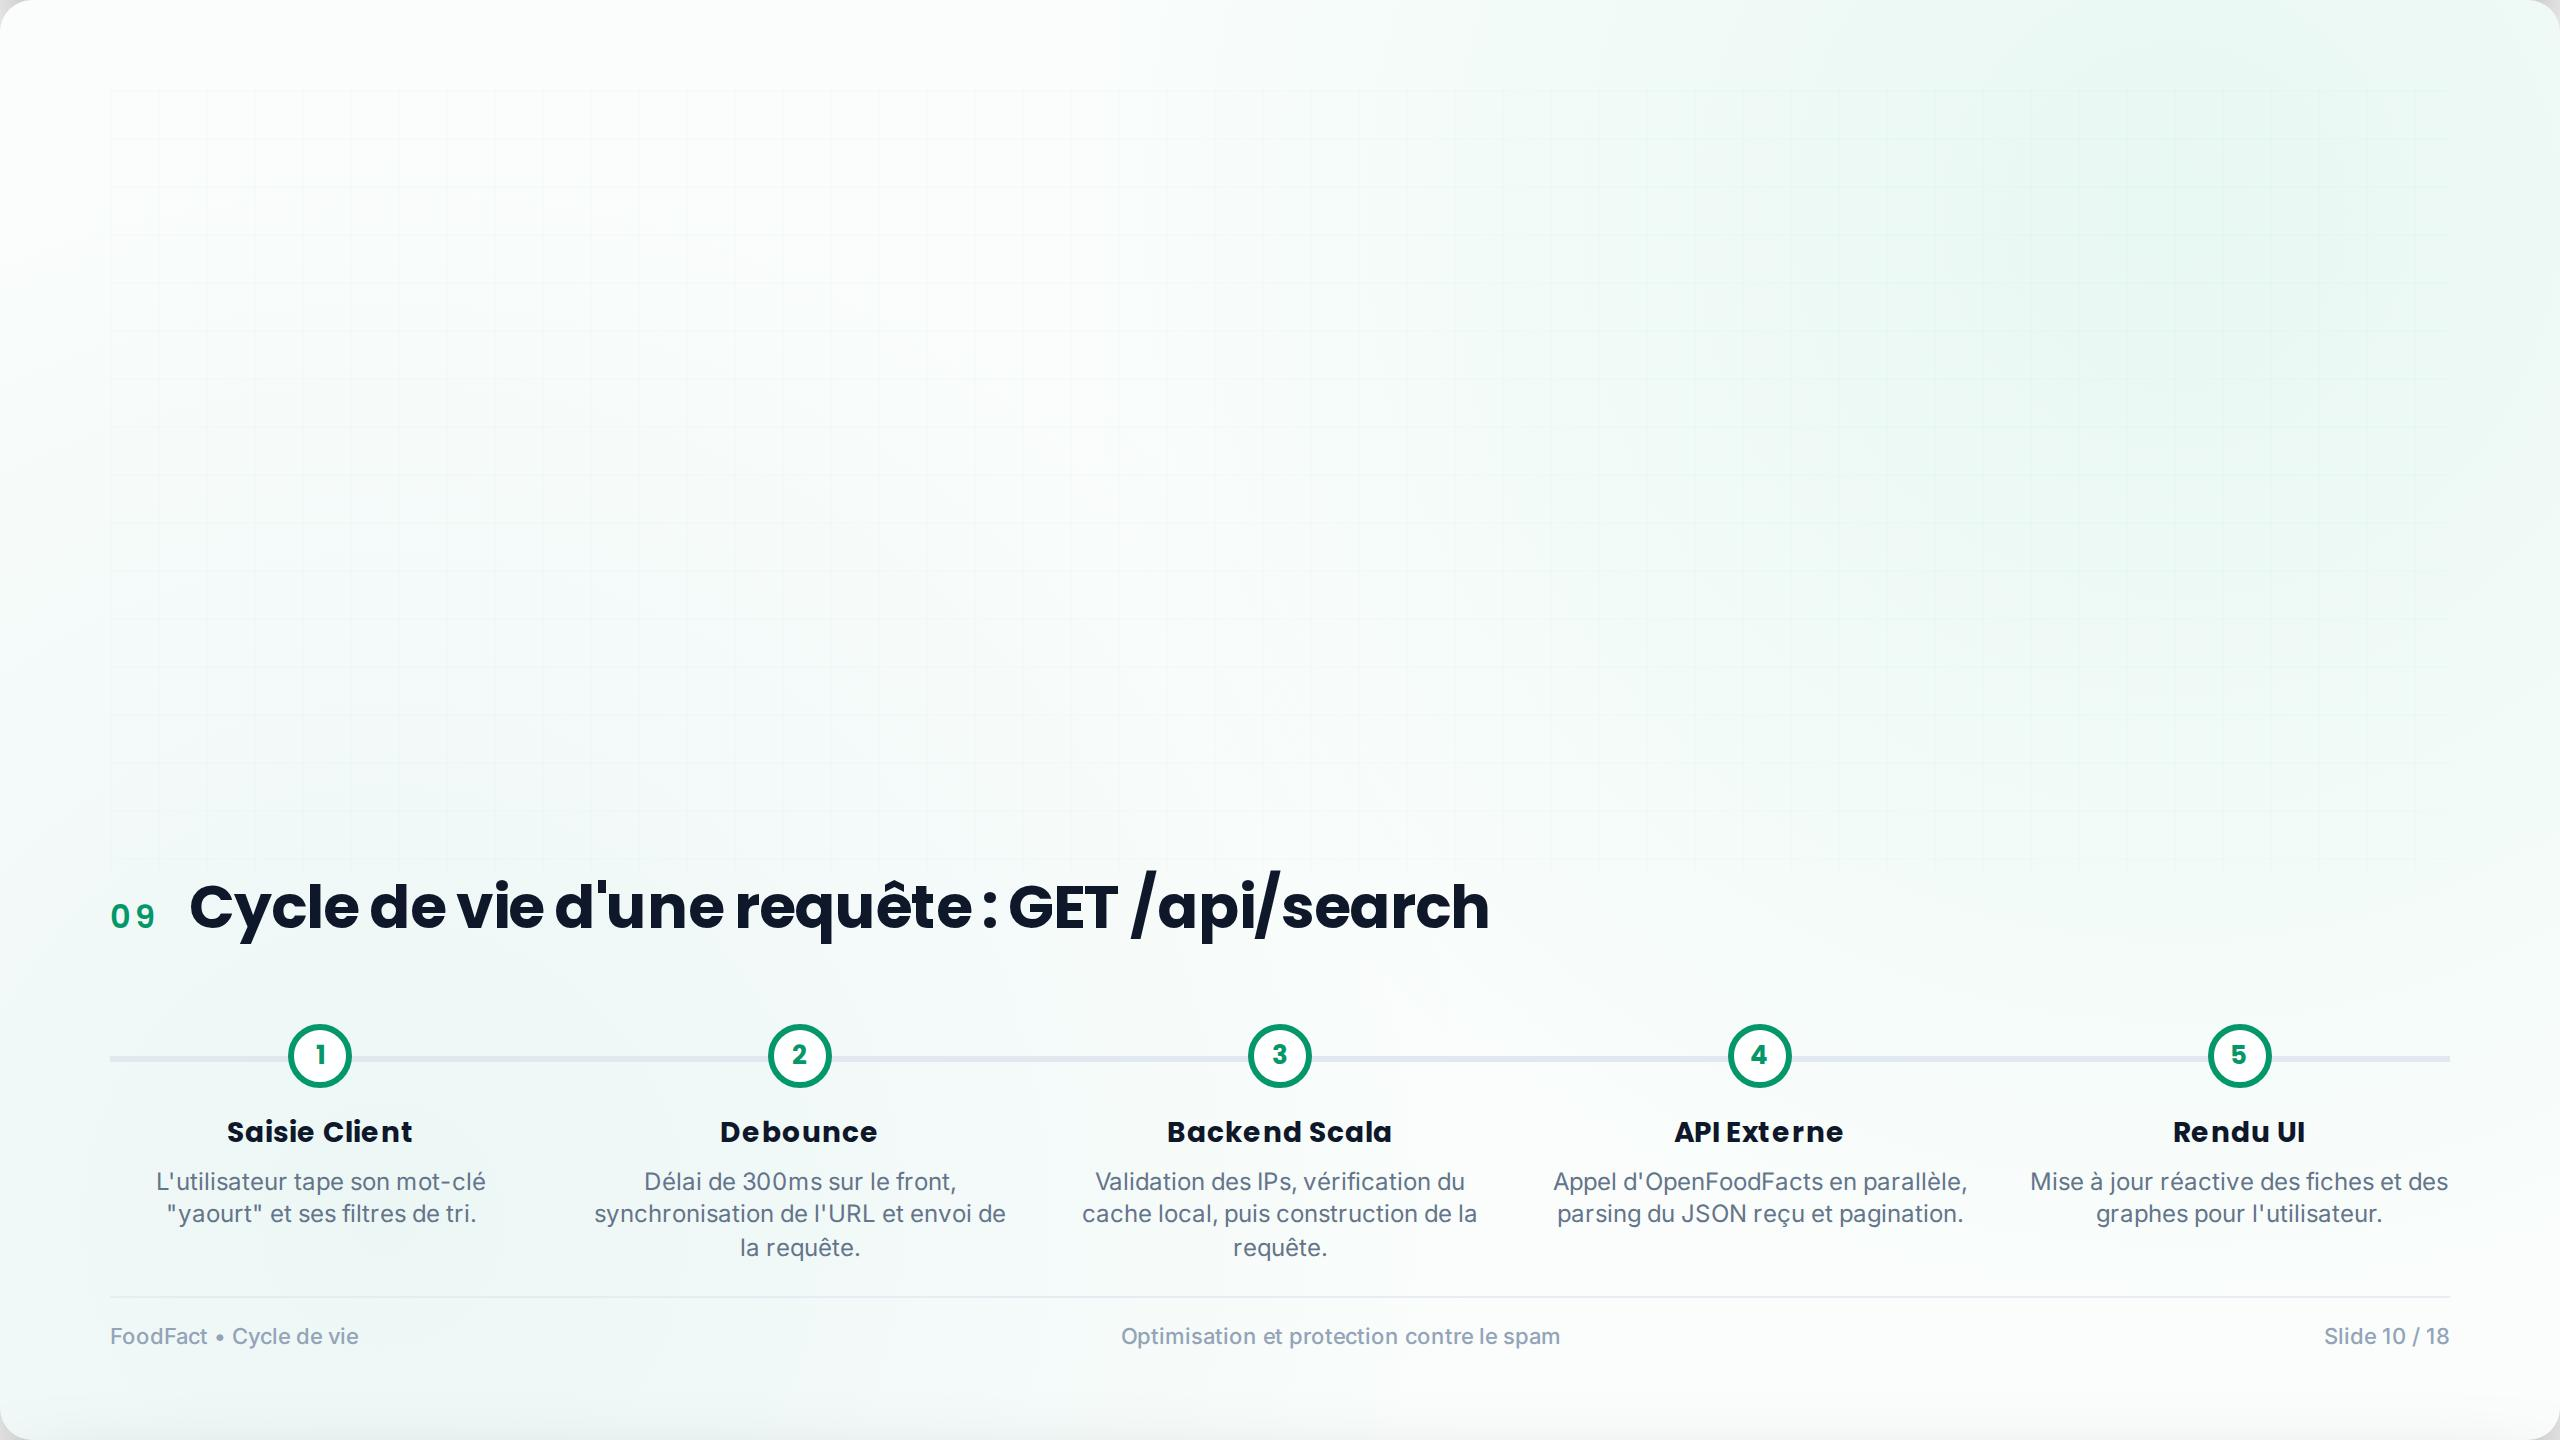 09 Cycle de vie d'une requête : GET /api/search
1
2
3
4
5
Saisie Client
L'utilisateur tape son mot-clé
"yaourt" et ses filtres de tri.
Debounce
Délai de 300ms sur le front,
synchronisation de l'URL et envoi de
la requête.
Backend Scala
Validation des IPs, vérification du
cache local, puis construction de la
requête.
API Externe
Appel d'OpenFoodFacts en parallèle,
parsing du JSON reçu et pagination.
Rendu UI
Mise à jour réactive des fiches et des
graphes pour l'utilisateur.
FoodFact • Cycle de vie
Optimisation et protection contre le spam
Slide 10 / 18